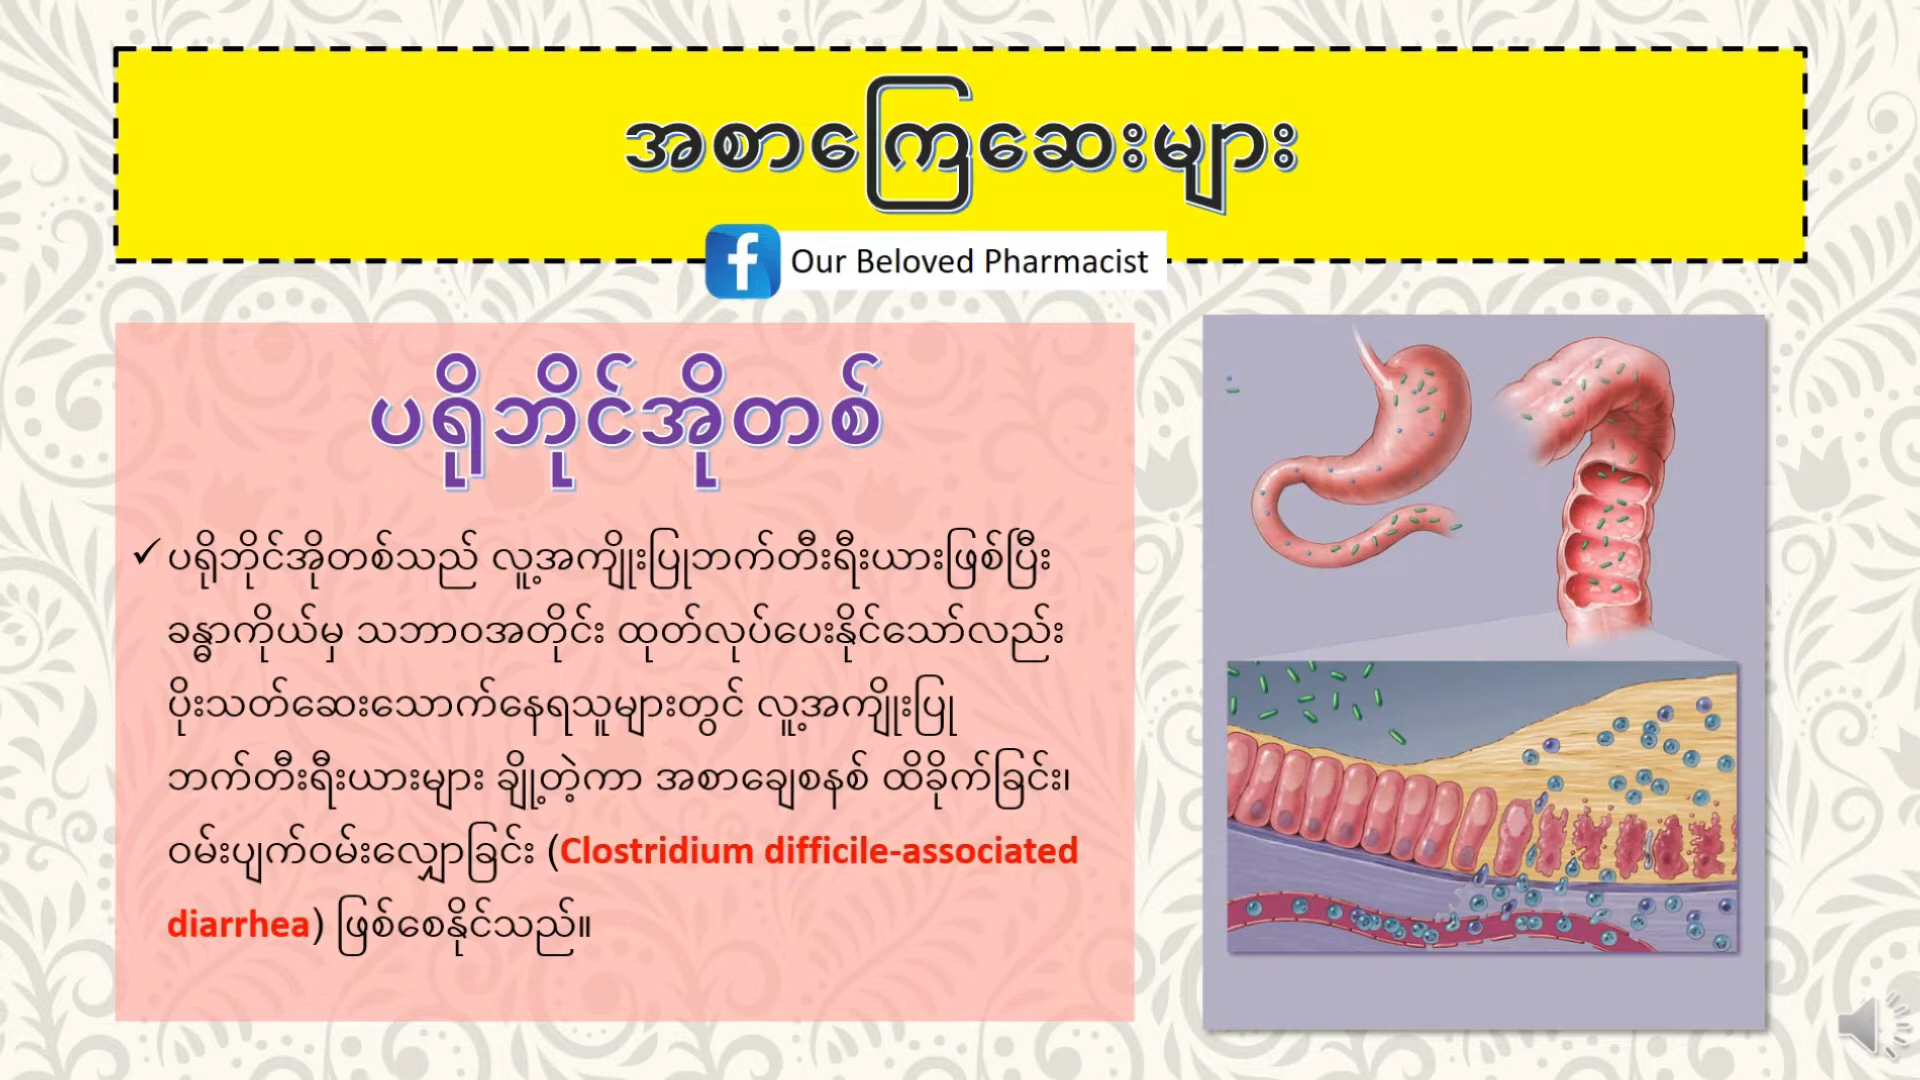 အစာကြေဆေးများ
Our Beloved Pharmacist
ပရိုဘိုင်အိုတစ်
✓ ပရိုဘိုင်အိုတစ်သည် လူ့အကျိုးပြုဘက်တီးရီးယားဖြစ်ပြီး
ခန္ဓာကိုယ်မှ သဘာဝအတိုင်း ထုတ်လုပ်ပေးနိုင်သော်လည်း
ပိုးသတ်ဆေးသောက်နေရသူများတွင် လူ့အကျိုးပြု
ဘက်တီးရီးယားများ ချို့တဲ့ကာ အစာချေစနစ် ထိခိုက်ခြင်း၊
ဝမ်းပျက်ဝမ်းလျှောခြင်း (Clostridium difficile-associated
diarrhea) ဖြစ်စေနိုင်သည်။